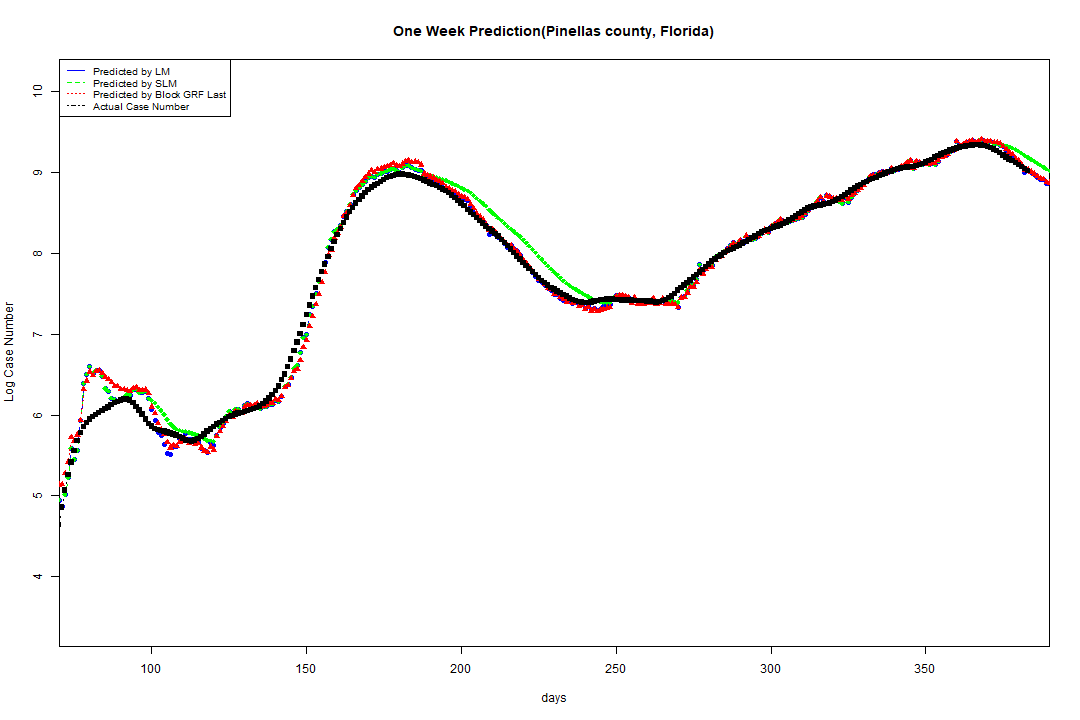 One Week Prediction(Pinellas county, Florida)
Predicted by LM
Predicted by SLM
Predicted by Block GRF Last
Actual Case Number
10
9
8
7
6
5
4
Log Case Number
100 150 200 250 300 350
days